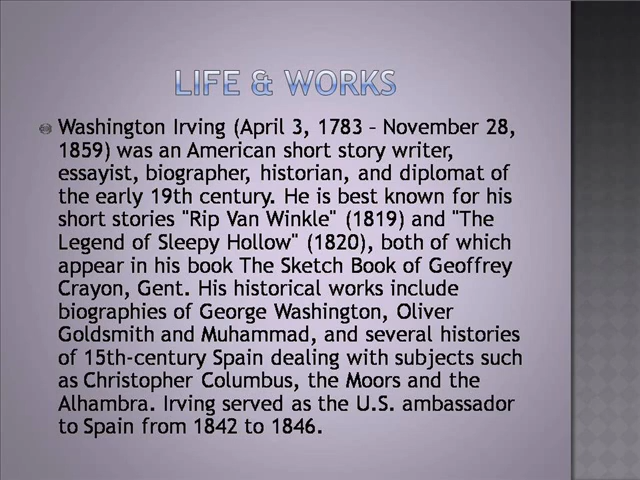 LIFE & WORKS
Washington Irving (April 3, 1783 – November 28,
1859) was an American short story writer,
essayist, biographer, historian, and diplomat of
the early 19th century. He is best known for his
short stories "Rip Van Winkle" (1819) and "The
Legend of Sleepy Hollow" (1820), both of which
appear in his book The Sketch Book of Geoffrey
Crayon, Gent. His historical works include
biographies of George Washington, Oliver
Goldsmith and Muhammad, and several histories
of 15th-century Spain dealing with subjects such
as Christopher Columbus, the Moors and the
Alhambra. Irving served as the U.S. ambassador
to Spain from 1842 to 1846.